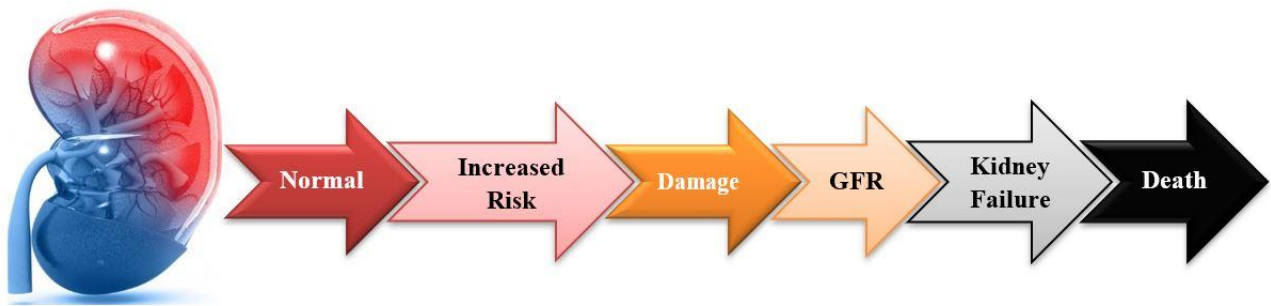 Normal
Increased
Risk
Damage
GFR
Kidney
Failure
Death